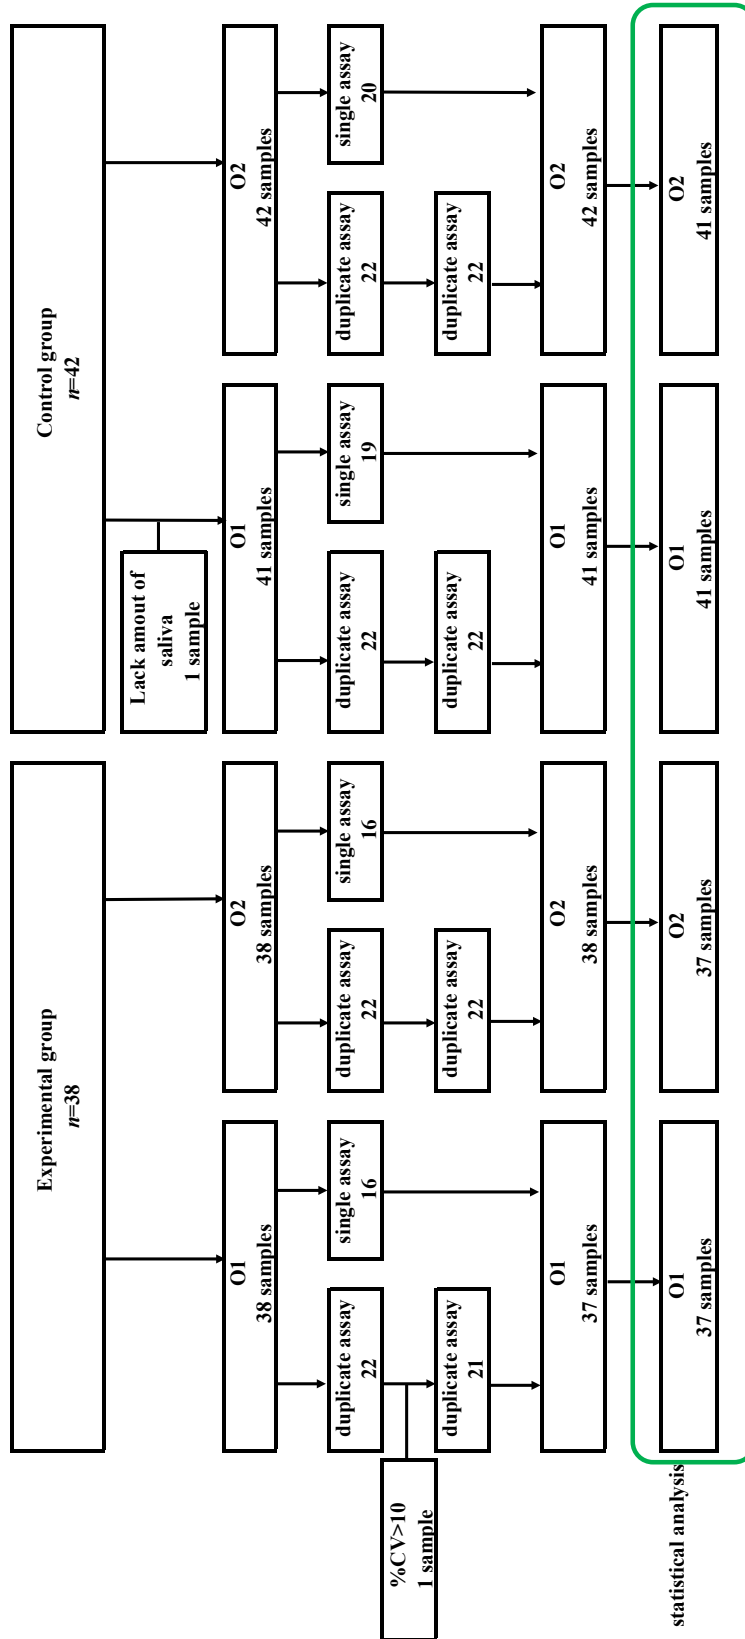 Experimental group
n=38
Control group
n=42
Lack amout of
saliva
1 sample
O1
38 samples
O2
38 samples
O1
41 samples
O2
42 samples
duplicate assay
22
single assay
16
duplicate assay
22
single assay
16
duplicate assay
22
single assay
19
duplicate assay
22
single assay
20
%CV>10
1 sample
duplicate assay
21
duplicate assay
22
duplicate assay
22
duplicate assay
22
O1
37 samples
O2
38 samples
O1
41 samples
O2
42 samples
statistical analysis
O1
37 samples
O2
37 samples
O1
41 samples
O2
41 samples